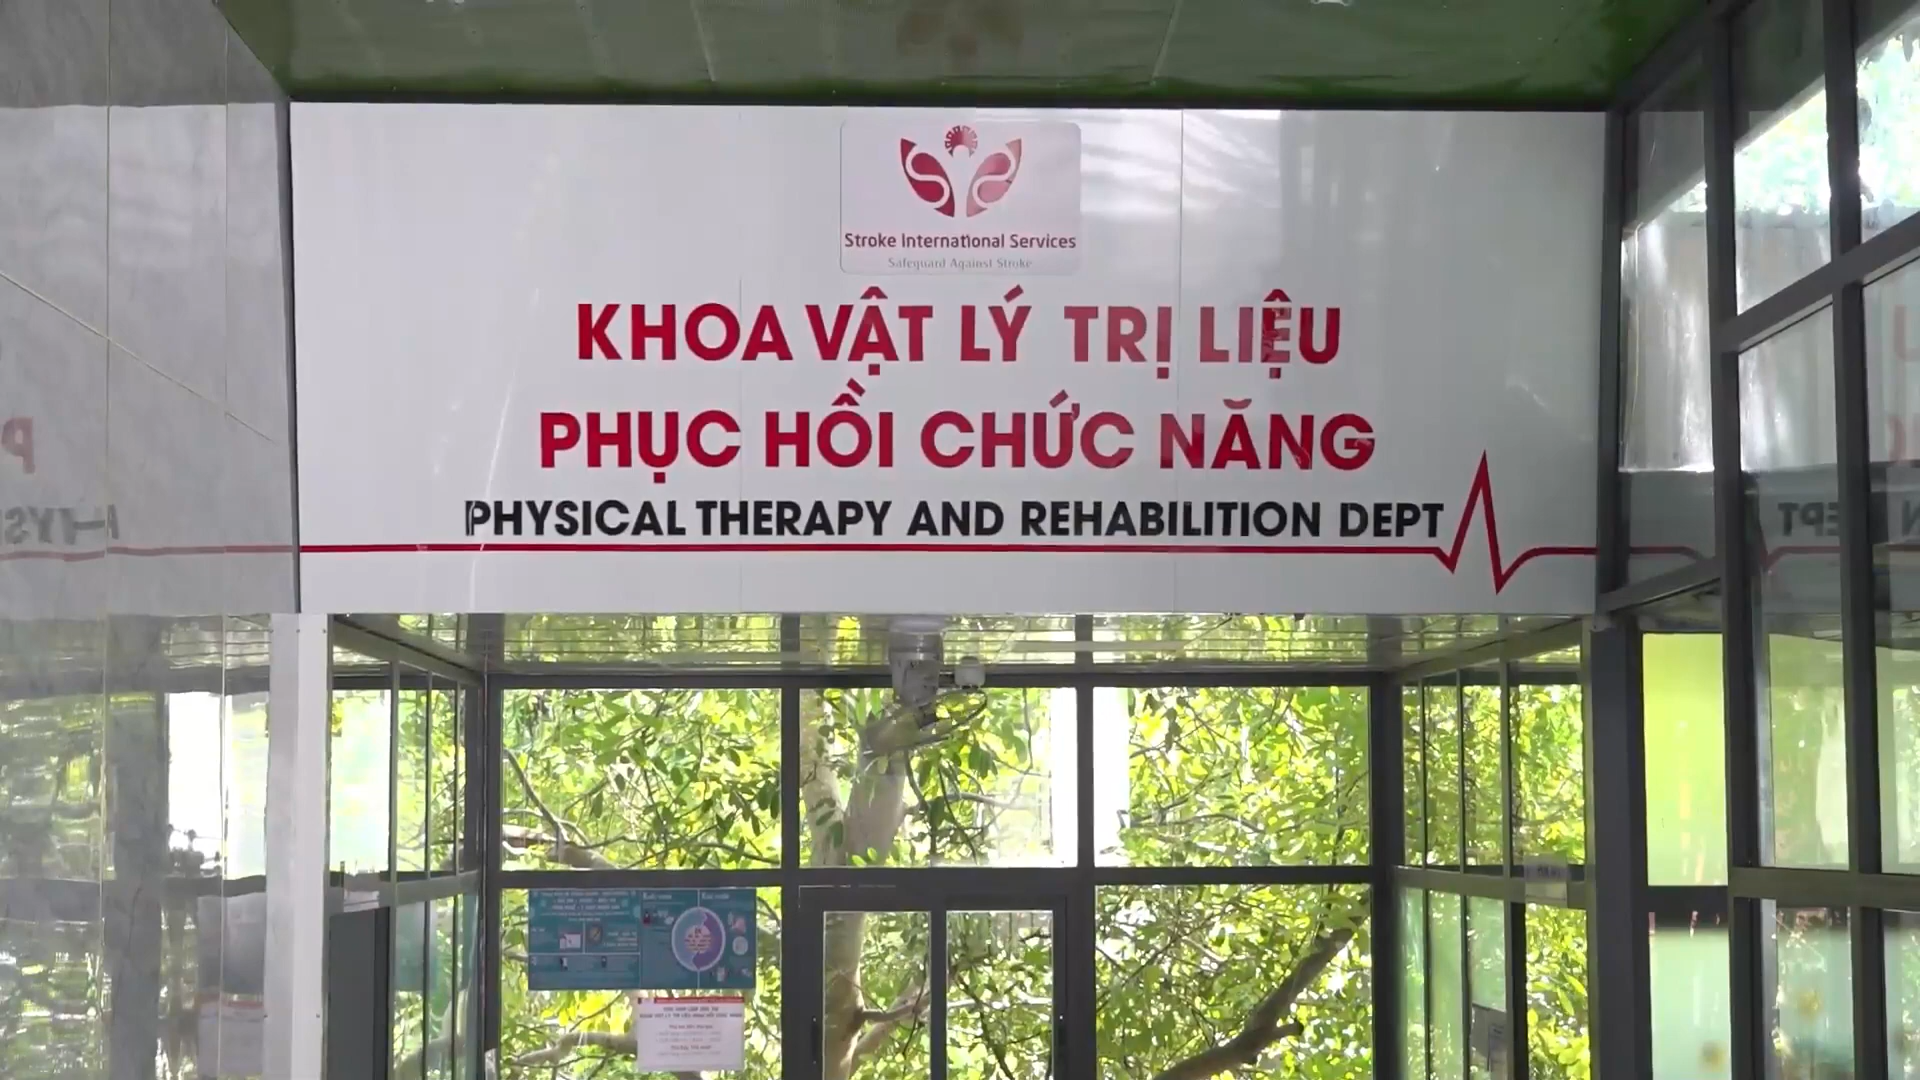 Stroke International Services
Safeguard Against Stroke
KHOA VẬT LÝ TRỊ LIỆU
PHỤC HỒI CHỨC NĂNG
PHYSICAL THERAPY AND REHABILITION DEPT